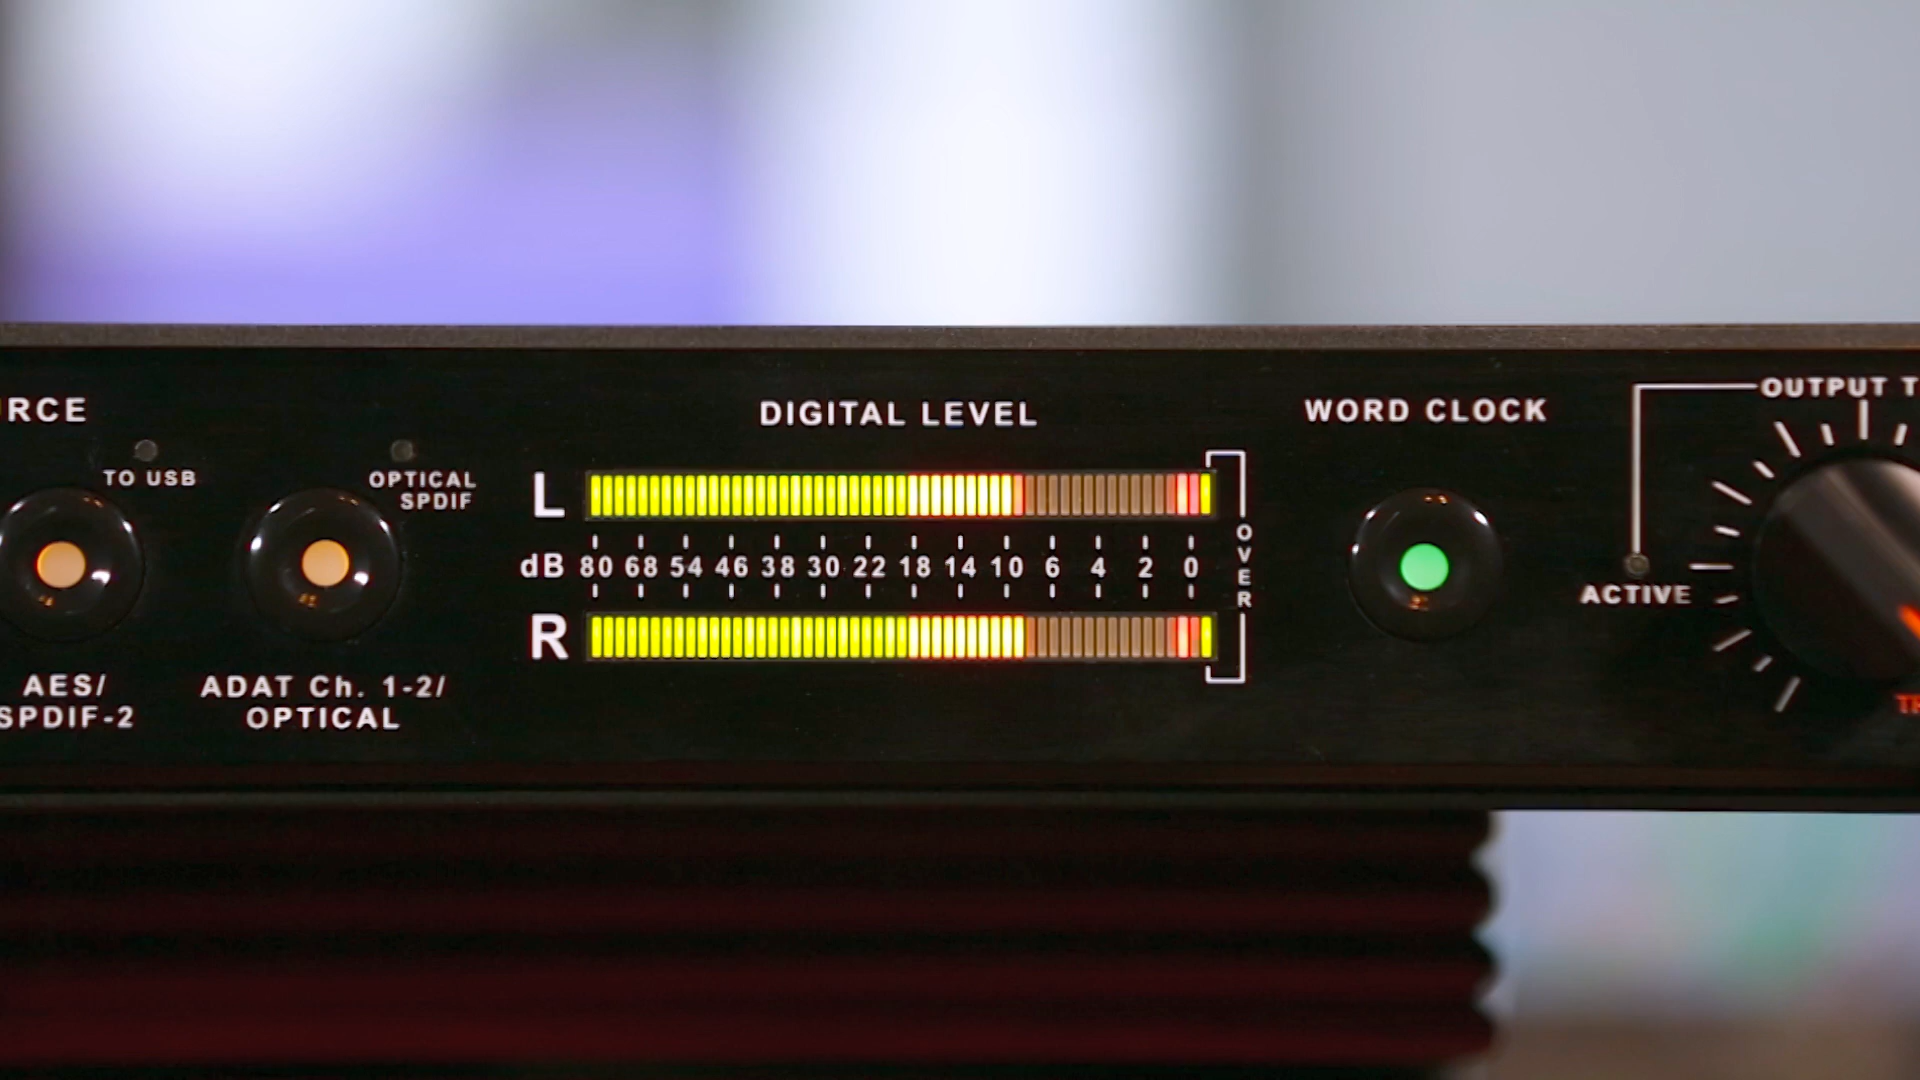 RCE
DIGITAL LEVEL
WORD CLOCK
OUTPUT T
TO USB
OPTICAL
SPDIF
L
dB 80 68 54 46 38 30 22 18 14 10 6 4 2 0
OVER
R
ACTIVE
AES/
SPDIF-2
ADAT Ch. 1-2/
OPTICAL